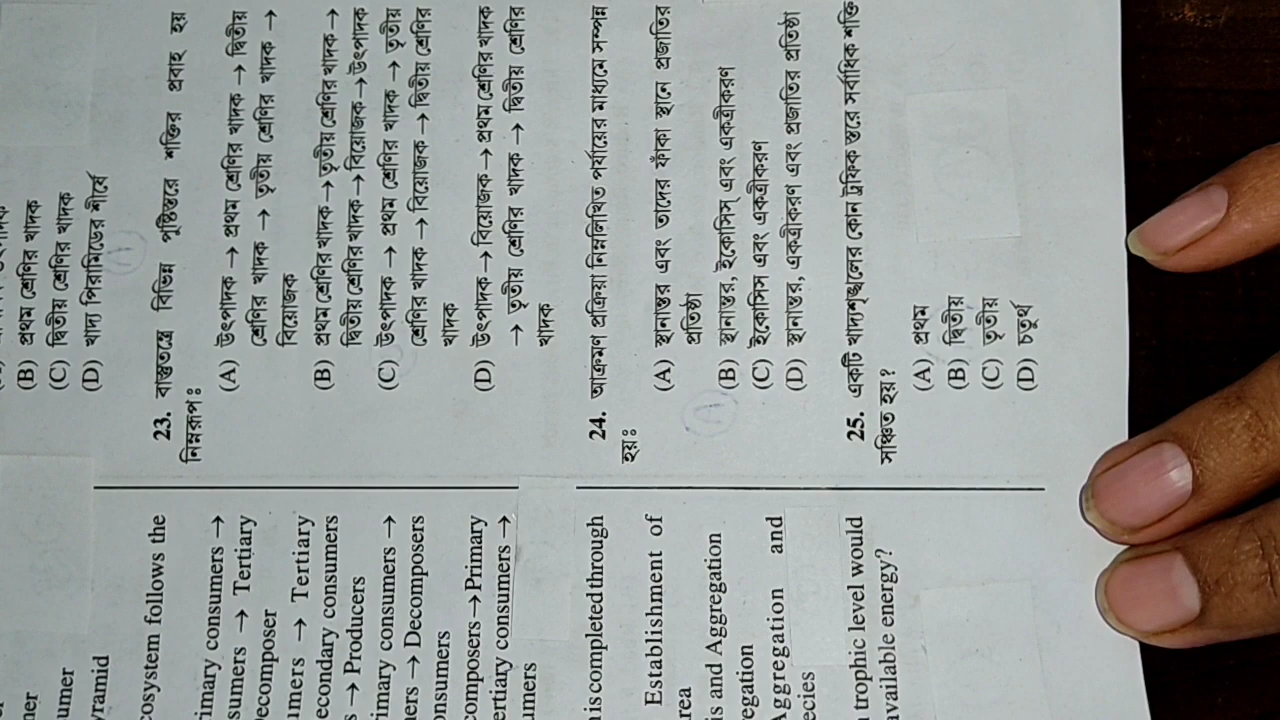 (B) প্রথম শ্রেণির খাদক
(C) দ্বিতীয় শ্রেণির খাদক
(D) খাদ্য পিরামিডের শীর্ষে
23. বাস্তুতন্ত্রে বিভিন্ন পুষ্টিস্তরে শক্তির প্রবাহ হয়
নিম্নরূপ ঃ
(A) উৎপাদক → প্রথম শ্রেণির খাদক → দ্বিতীয়
শ্রেণির খাদক → তৃতীয় শ্রেণির খাদক →
বিয়োজক
(B) প্রথম শ্রেণির খাদক → তৃতীয় শ্রেণির খাদক →
দ্বিতীয় শ্রেণির খাদক → বিয়োজক → উৎপাদক
(C) উৎপাদক → প্রথম শ্রেণির খাদক → তৃতীয়
শ্রেণির খাদক → বিয়োজক → দ্বিতীয় শ্রেণির
খাদক
(D) উৎপাদক → বিয়োজক → প্রথম শ্রেণির খাদক
→ তৃতীয় শ্রেণির খাদক → দ্বিতীয় শ্রেণির
খাদক
24. আক্রমণ প্রক্রিয়া নিম্নলিখিত পর্যায়ের মাধ্যমে সম্পন্ন
হয় ঃ
(A) স্থানান্তর এবং তাদের ফাঁকা স্থানে প্রজাতির
প্রতিষ্ঠা
(B) স্থানান্তর, ইকোসিস্ এবং একত্রীকরণ
(C) ইকোসিস এবং একত্রীকরণ
(D) স্থানান্তর, একত্রীকরণ এবং প্রজাতির প্রতিষ্ঠা
25. একটি খাদ্যশৃঙ্খলের কোন ট্রফিক স্তরে সর্বাধিক শক্তি
সঞ্চিত হয়?
(A) প্রথম
(B) দ্বিতীয়
(C) তৃতীয়
(D) চতুর্থ
ner
umer
yramid
cosystem follows the
imary consumers →
sumers → Tertiary
ecomposer
umers → Tertiary
econdary consumers
s → Producers
imary consumers →
ners → Decomposers
onsumers
composers → Primary
ertiary consumers →
umers
is completed through
Establishment of
rea
is and Aggregation
regation
Aggregation and
ecies
trophic level would
available energy?